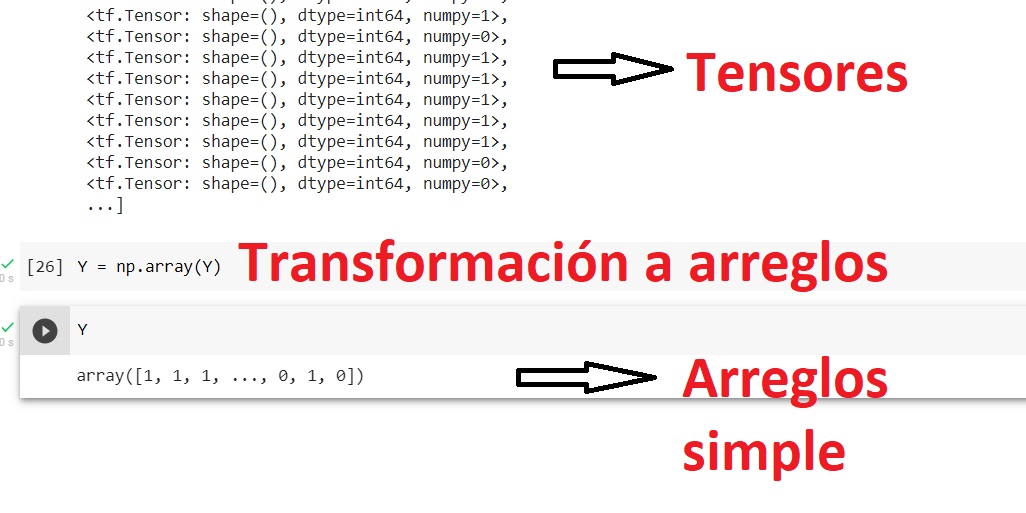 <tf.Tensor: shape=(), dtype=int64, numpy=1>,
<tf.Tensor: shape=(), dtype=int64, numpy=0>,
<tf.Tensor: shape=(), dtype=int64, numpy=1>,
<tf.Tensor: shape=(), dtype=int64, numpy=1>,
<tf.Tensor: shape=(), dtype=int64, numpy=1>,
<tf.Tensor: shape=(), dtype=int64, numpy=1>,
<tf.Tensor: shape=(), dtype=int64, numpy=1>,
<tf.Tensor: shape=(), dtype=int64, numpy=0>,
<tf.Tensor: shape=(), dtype=int64, numpy=0>,
...]
Tensores
[26] Y = np.array(Y)
Transformación a arreglos
0 s
Y
0 s
array([1, 1, 1, ..., 0, 1, 0])
Arreglos
simple